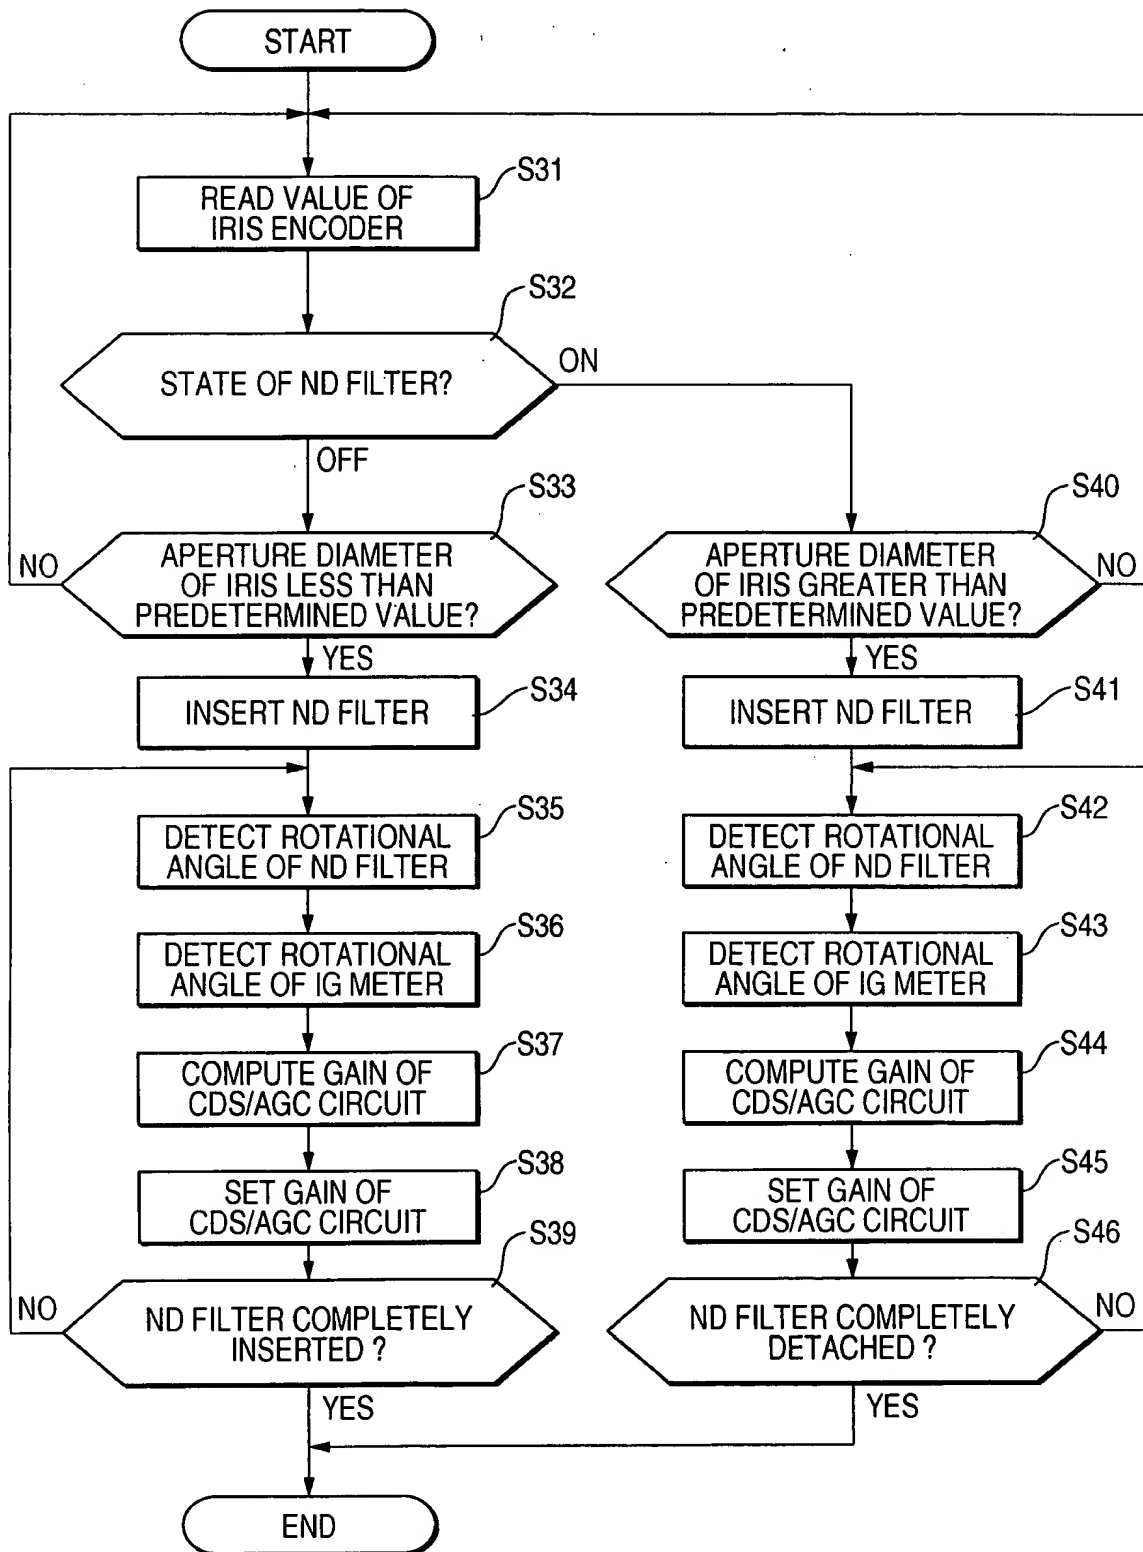 START
S31
READ VALUE OF
IRIS ENCODER
S32
STATE OF ND FILTER?
ON
OFF
S33
APERTURE DIAMETER
OF IRIS LESS THAN
PREDETERMINED VALUE?
NO
YES
S34
INSERT ND FILTER
S35
DETECT ROTATIONAL
ANGLE OF ND FILTER
S36
DETECT ROTATIONAL
ANGLE OF IG METER
S37
COMPUTE GAIN OF
CDS/AGC CIRCUIT
S38
SET GAIN OF
CDS/AGC CIRCUIT
S39
ND FILTER COMPLETELY
INSERTED ?
NO
YES
S40
APERTURE DIAMETER
OF IRIS GREATER THAN
PREDETERMINED VALUE?
NO
YES
S41
INSERT ND FILTER
S42
DETECT ROTATIONAL
ANGLE OF ND FILTER
S43
DETECT ROTATIONAL
ANGLE OF IG METER
S44
COMPUTE GAIN OF
CDS/AGC CIRCUIT
S45
SET GAIN OF
CDS/AGC CIRCUIT
S46
ND FILTER COMPLETELY
DETACHED ?
NO
YES
END